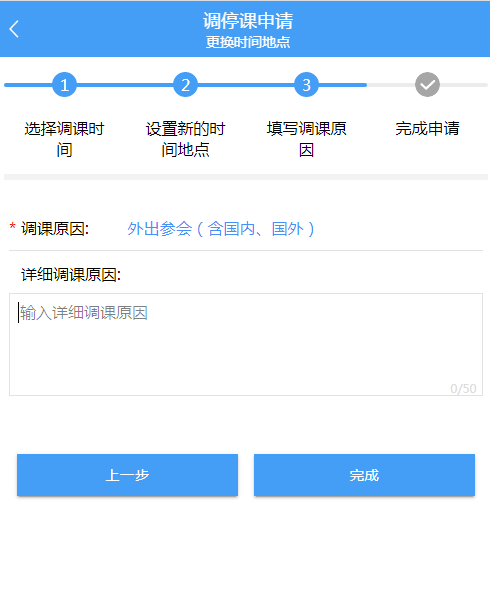 调停课申请
更换时间地点
1
2
3
选择调课时
间
设置新的时
间地点
填写调课原
因
完成申请
* 调课原因:
外出参会（含国内、国外）
详细调课原因:
输入详细调课原因
0/50
上一步
完成